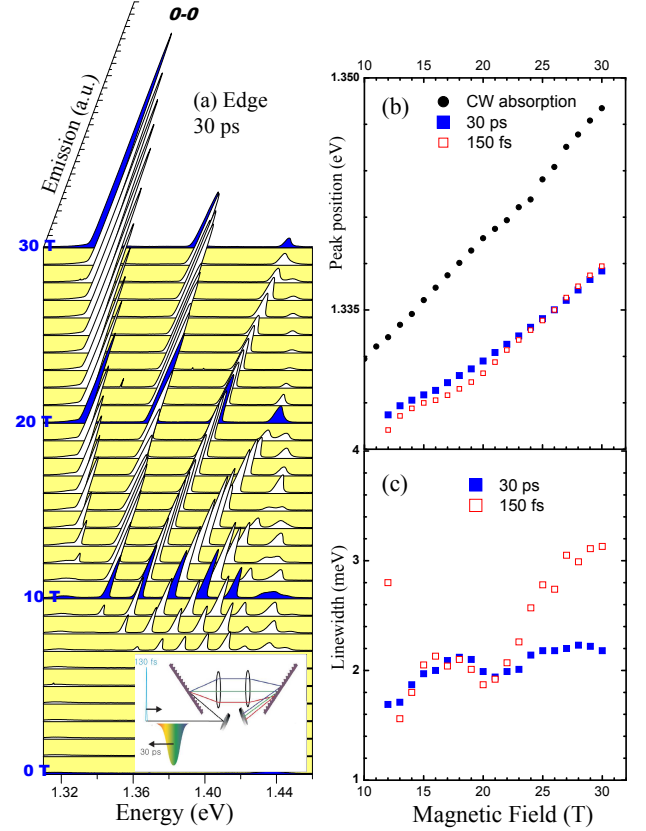 0-0
(a) Edge
30 ps
Emission (a.u.)
30 T
20 T
10 T
0 T
130 fs
30 ps
1.32 1.36 1.40 1.44
Energy (eV)
10 15 20 25 30
1.350
(b)
CW absorption
30 ps
150 fs
Peak position (eV)
1.335
4
(c)
30 ps
150 fs
3
Linewidth (meV)
2
1
10 15 20 25 30
Magnetic Field (T)